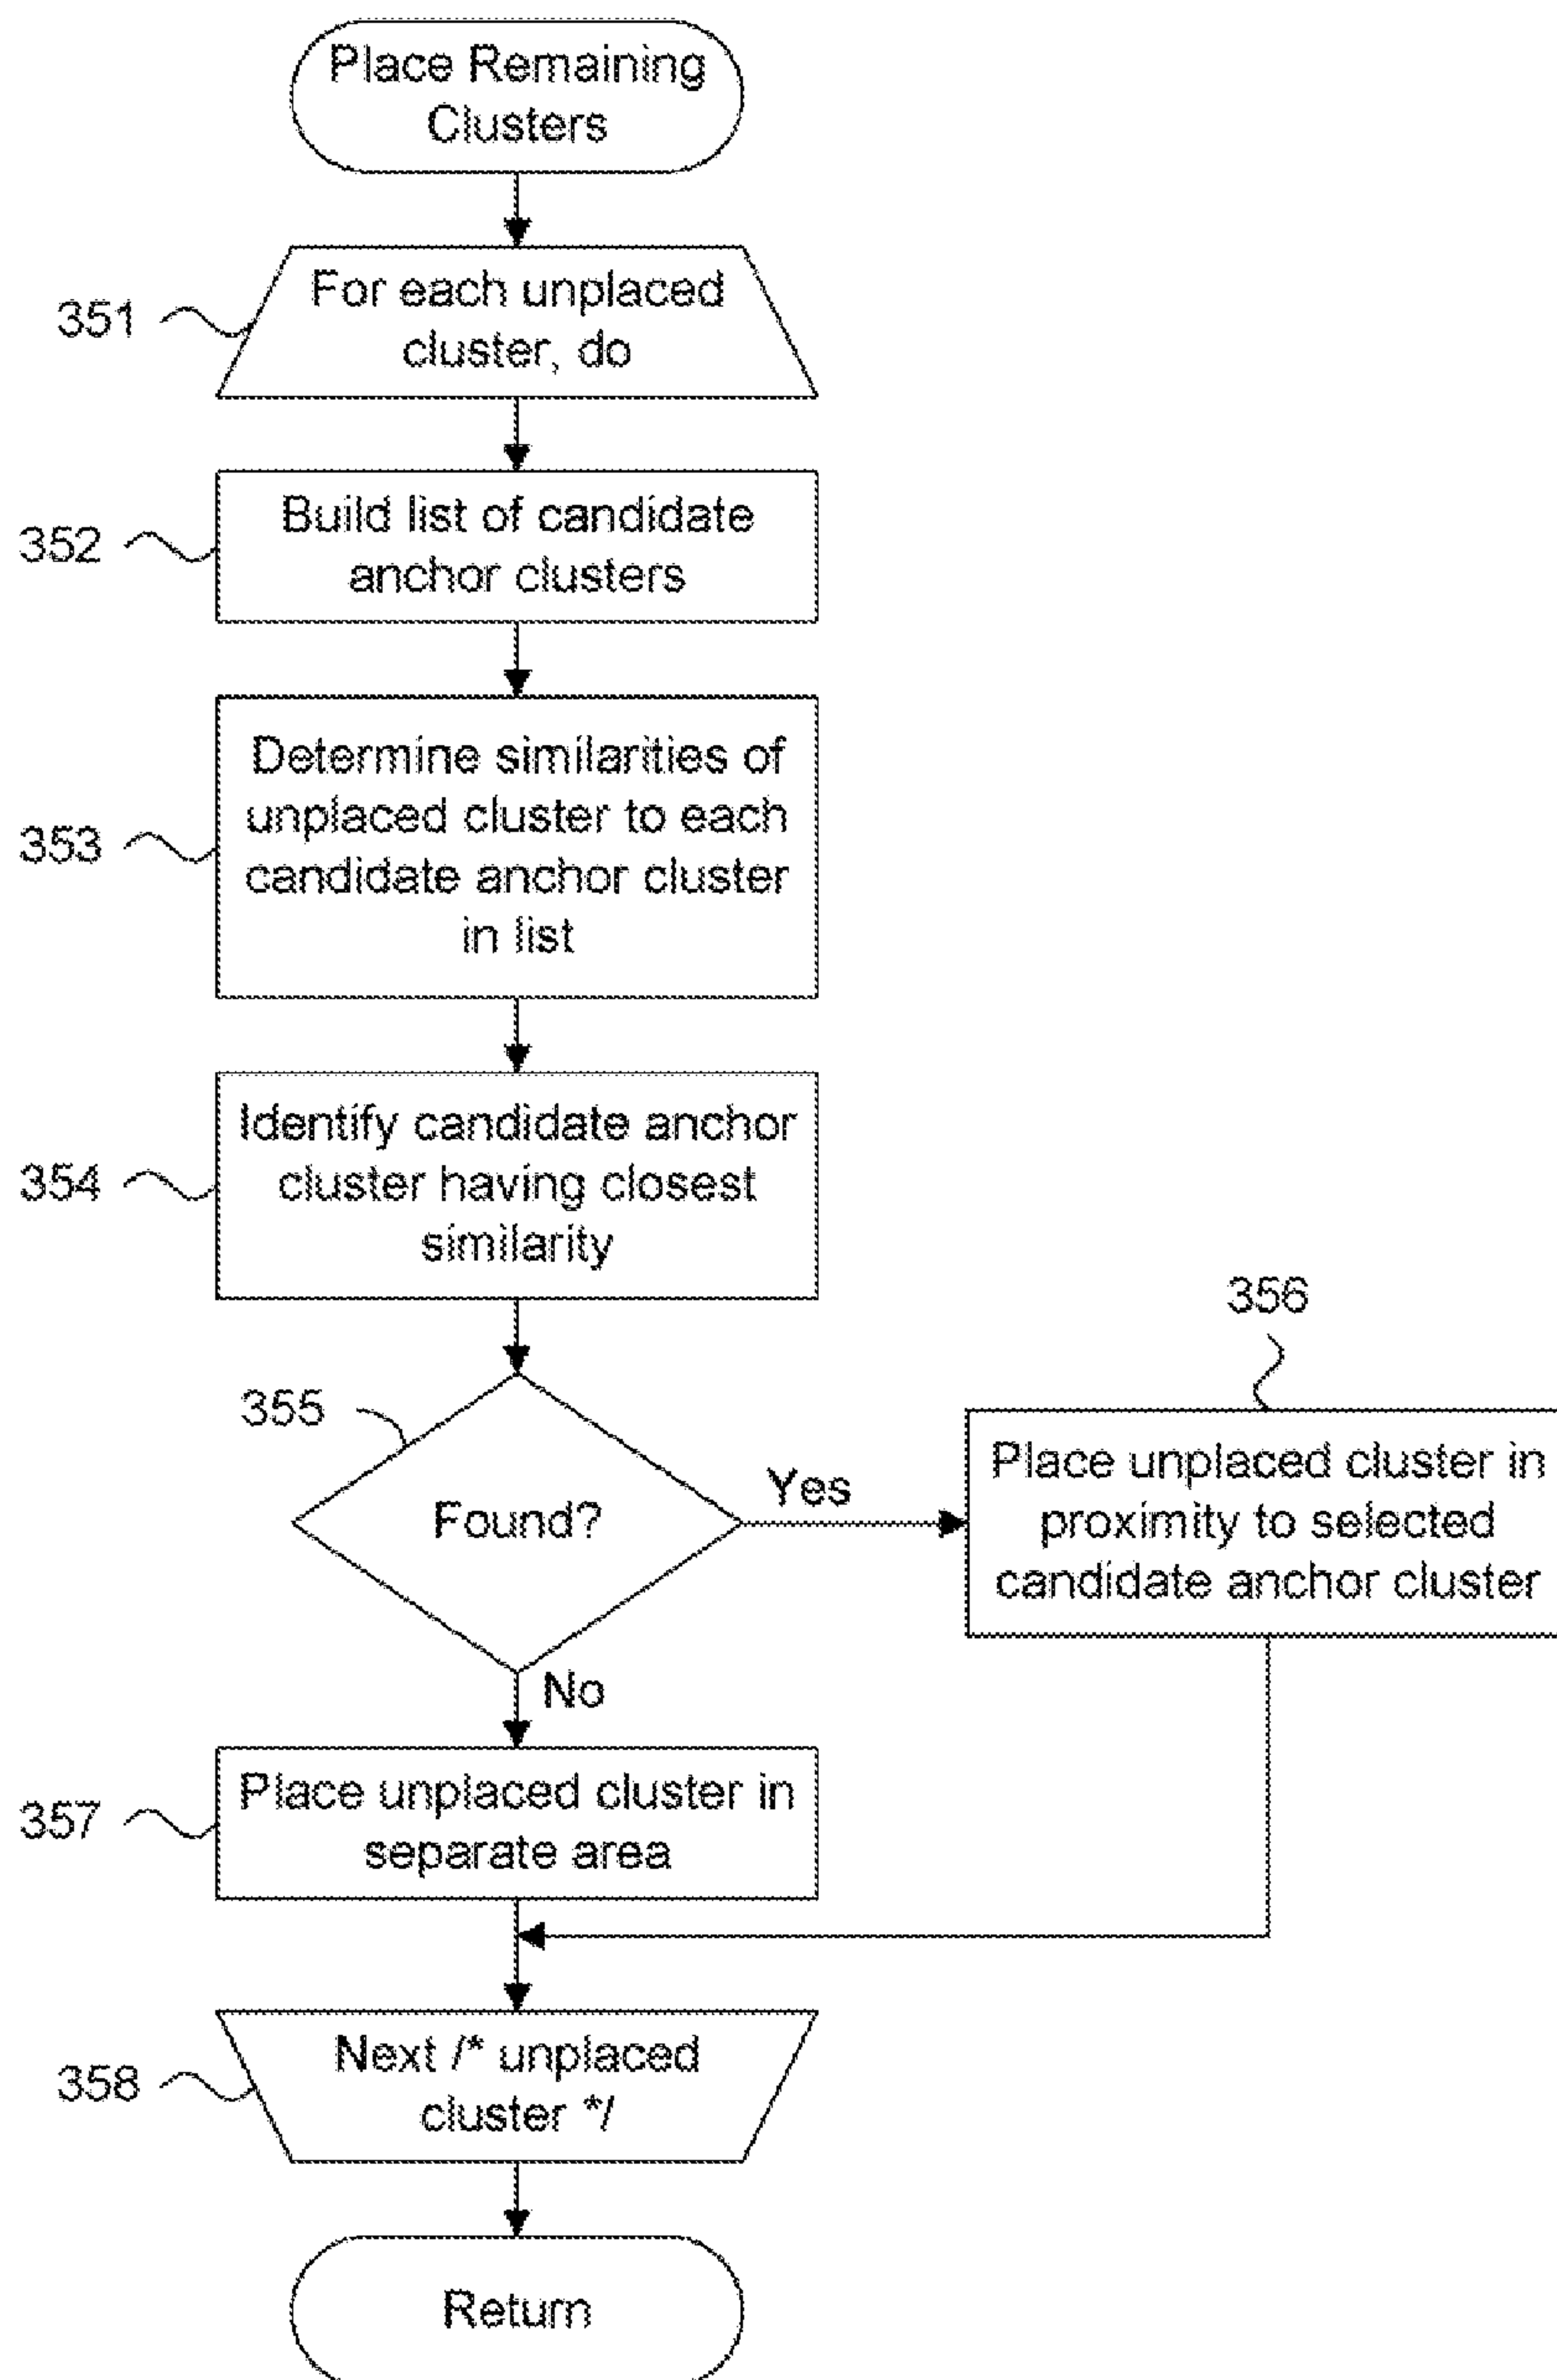 Place Remaining
Clusters
351
For each unplaced
cluster, do
352
Build list of candidate
anchor clusters
353
Determine similarities of
unplaced cluster to each
candidate anchor cluster
in list
354
Identify candidate anchor
cluster having closest
similarity
355
Found?
Yes
356
Place unplaced cluster in
proximity to selected
candidate anchor cluster
No
357
Place unplaced cluster in
separate area
358
Next /* unplaced
cluster */
Return